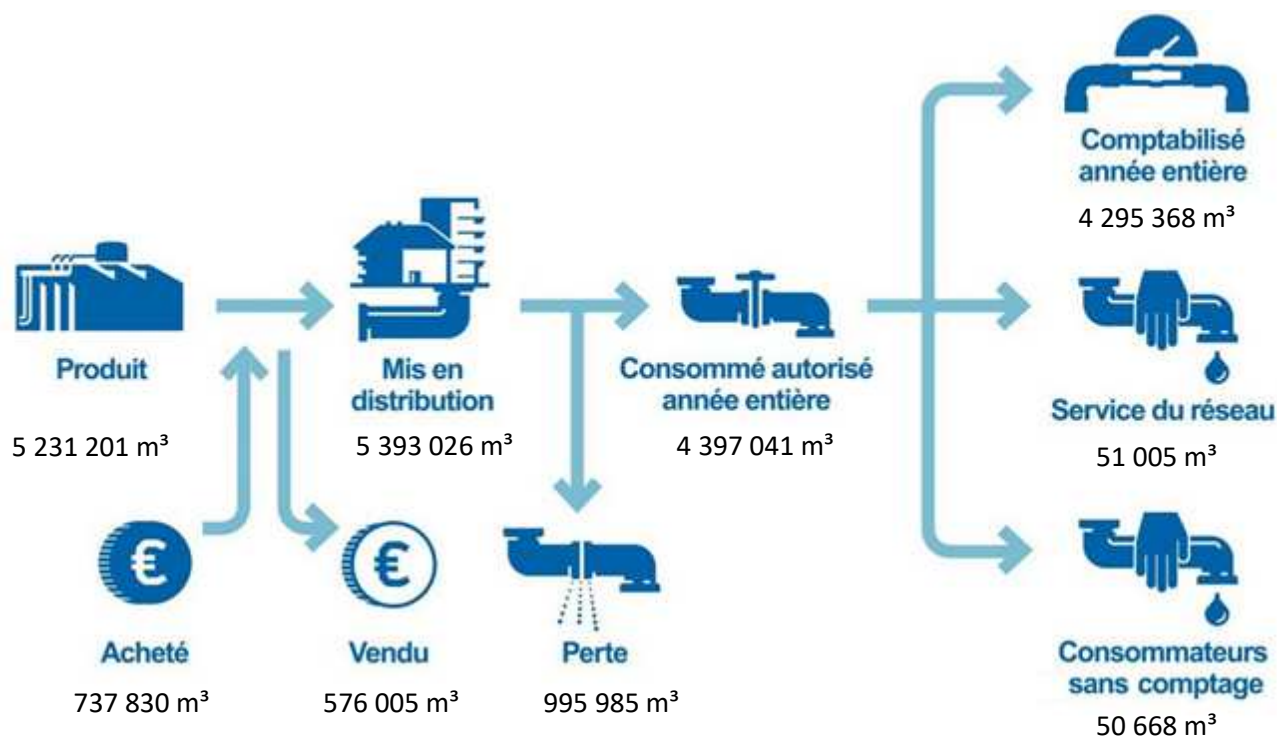 Comptabilisé
année entière
4 295 368 m³
Produit
5 231 201 m³
Mis en
distribution
5 393 026 m³
Consommé autorisé
année entière
4 397 041 m³
Service du réseau
51 005 m³
€
Acheté
737 830 m³
€
Vendu
576 005 m³
Perte
995 985 m³
Consommateurs
sans comptage
50 668 m³